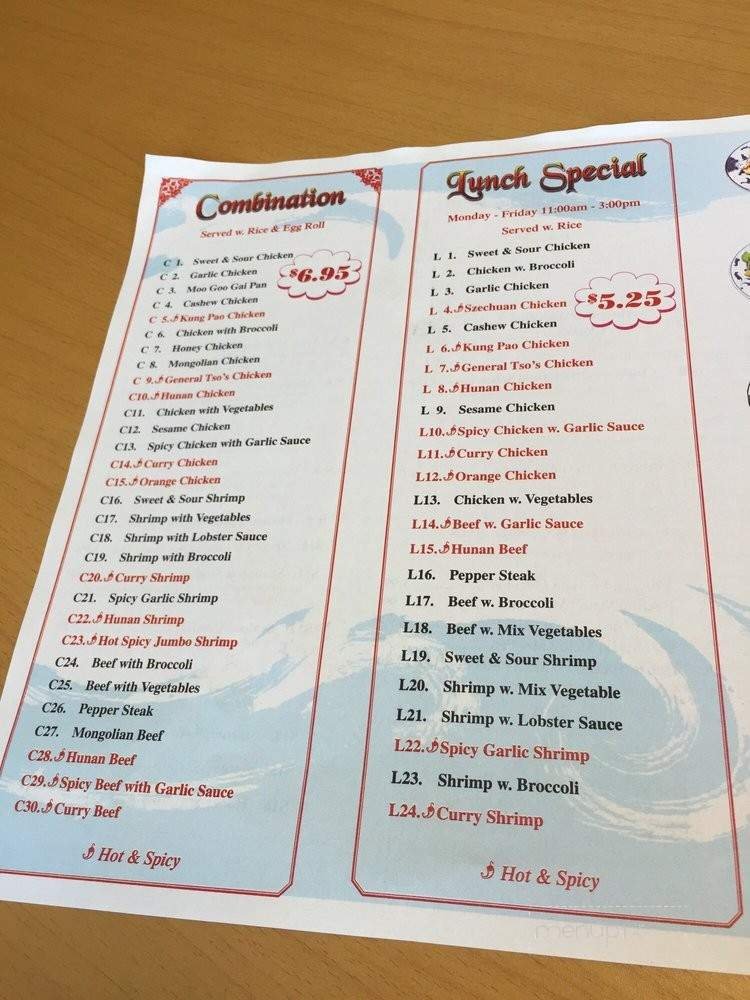 Combination
Served w. Rice & Egg Roll
$6.95
C 1. Sweet & Sour Chicken
C 2. Garlic Chicken
C 3. Moo Goo Gai Pan
C 4. Cashew Chicken
C 5. Kung Pao Chicken
C 6. Chicken with Broccoli
C 7. Honey Chicken
C 8. Mongolian Chicken
C 9. General Tso's Chicken
C10. Hunan Chicken
C11. Chicken with Vegetables
C12. Sesame Chicken
C13. Spicy Chicken with Garlic Sauce
C14. Curry Chicken
C15. Orange Chicken
C16. Sweet & Sour Shrimp
C17. Shrimp with Vegetables
C18. Shrimp with Lobster Sauce
C19. Shrimp with Broccoli
C20. Curry Shrimp
C21. Spicy Garlic Shrimp
C22. Hunan Shrimp
C23. Hot Spicy Jumbo Shrimp
C24. Beef with Broccoli
C25. Beef with Vegetables
C26. Pepper Steak
C27. Mongolian Beef
C28. Hunan Beef
C29. Spicy Beef with Garlic Sauce
C30. Curry Beef
Hot & Spicy
Lunch Special
Monday - Friday 11:00am - 3:00pm
Served w. Rice
$5.25
L 1. Sweet & Sour Chicken
L 2. Chicken w. Broccoli
L 3. Garlic Chicken
L 4. Szechuan Chicken
L 5. Cashew Chicken
L 6. Kung Pao Chicken
L 7. General Tso's Chicken
L 8. Hunan Chicken
L 9. Sesame Chicken
L10. Spicy Chicken w. Garlic Sauce
L11. Curry Chicken
L12. Orange Chicken
L13. Chicken w. Vegetables
L14. Beef w. Garlic Sauce
L15. Hunan Beef
L16. Pepper Steak
L17. Beef w. Broccoli
L18. Beef w. Mix Vegetables
L19. Sweet & Sour Shrimp
L20. Shrimp w. Mix Vegetable
L21. Shrimp w. Lobster Sauce
L22. Spicy Garlic Shrimp
L23. Shrimp w. Broccoli
L24. Curry Shrimp
Hot & Spicy